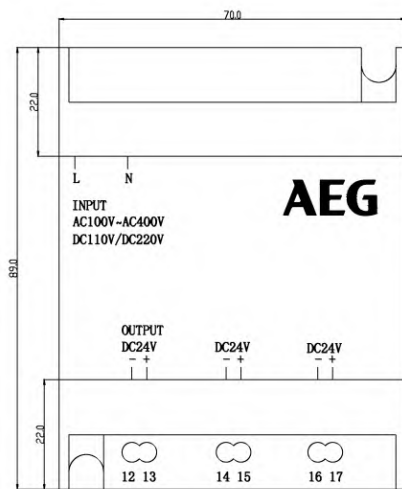 70.0
22.0
L N
AEG
INPUT
AC100V~AC400V
DC110V/DC220V
89.0
OUTPUT
DC24V DC24V DC24V
- + - + - +
22.0
12 13 14 15 16 17